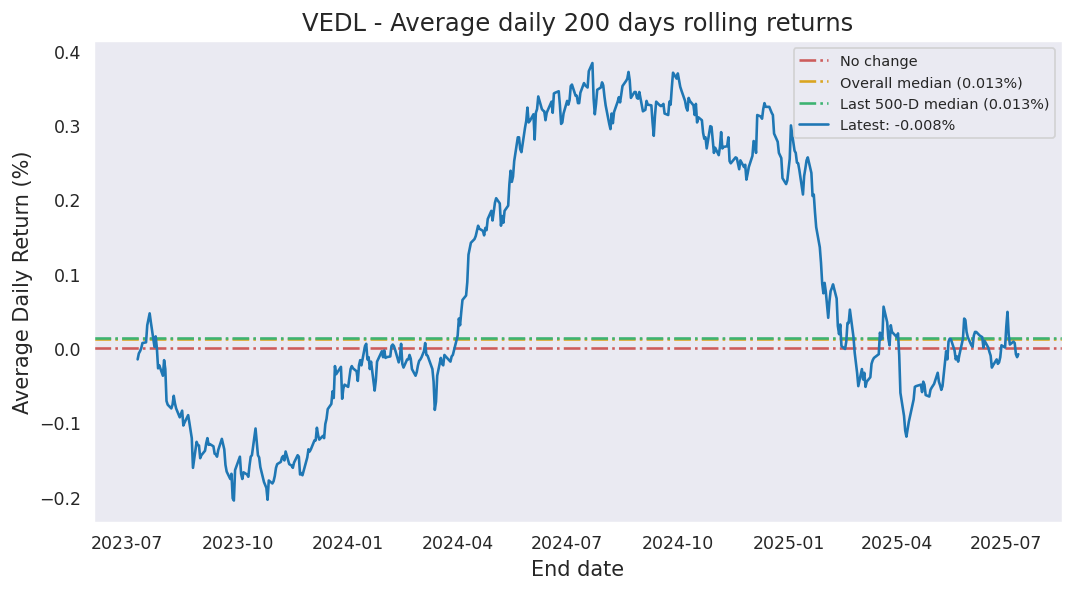 VEDL - Average daily 200 days rolling returns
Average Daily Return (%)
0.4
0.3
0.2
0.1
0.0
−0.1
−0.2
No change
Overall median (0.013%)
Last 500-D median (0.013%)
Latest: -0.008%
2023-07 2023-10 2024-01 2024-04 2024-07 2024-10 2025-01 2025-04 2025-07
End date